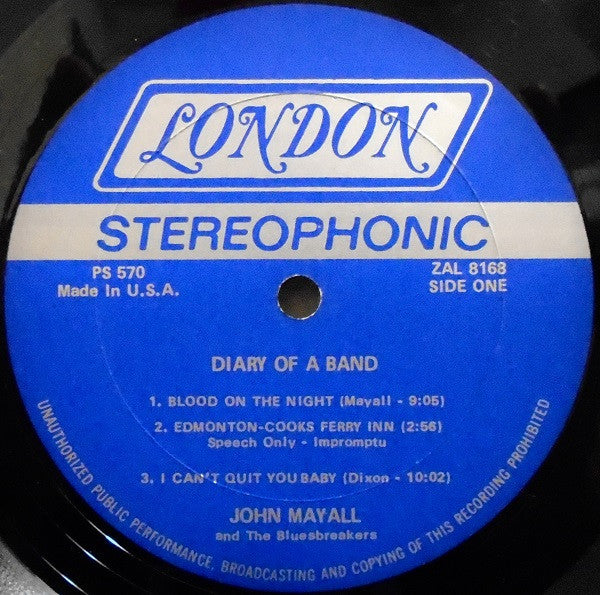 LONDON
STEREOPHONIC
PS 570
Made In U.S.A.
ZAL 8168
SIDE ONE
DIARY OF A BAND
1. BLOOD ON THE NIGHT (Mayall - 9:05)
2. EDMONTON-COOKS FERRY INN (2:56)
Speech Only - Impromptu
3. I CAN'T QUIT YOU BABY (Dixon - 10:02)
JOHN MAYALL
and The Bluesbreakers
UNAUTHORIZED PUBLIC PERFORMANCE, BROADCASTING AND COPYING OF THIS RECORDING PROHIBITED